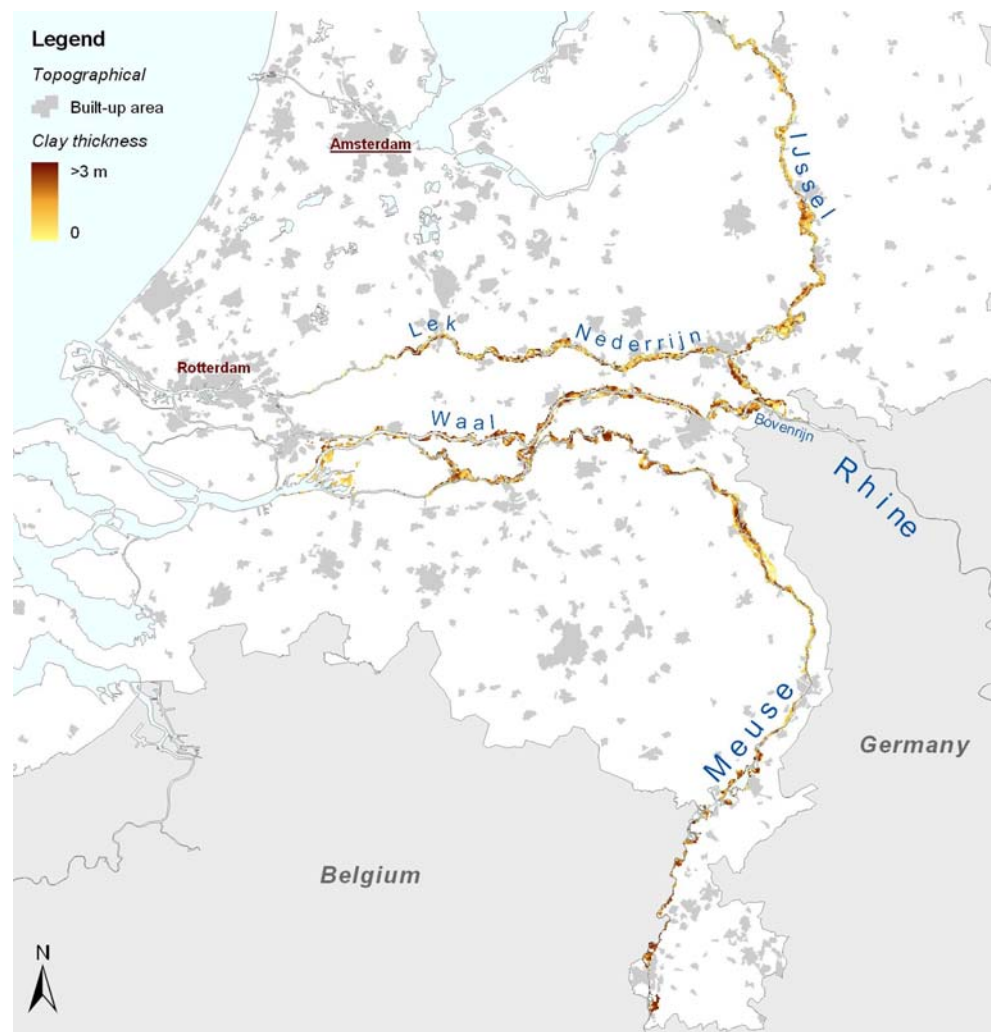 Legend
Topographical
Built-up area
Clay thickness
>3 m
0
Amsterdam
IJssel
Lek
Nederrijn
Rotterdam
Waal
Bovenrijn
Rhine
Meuse
Germany
Belgium
N